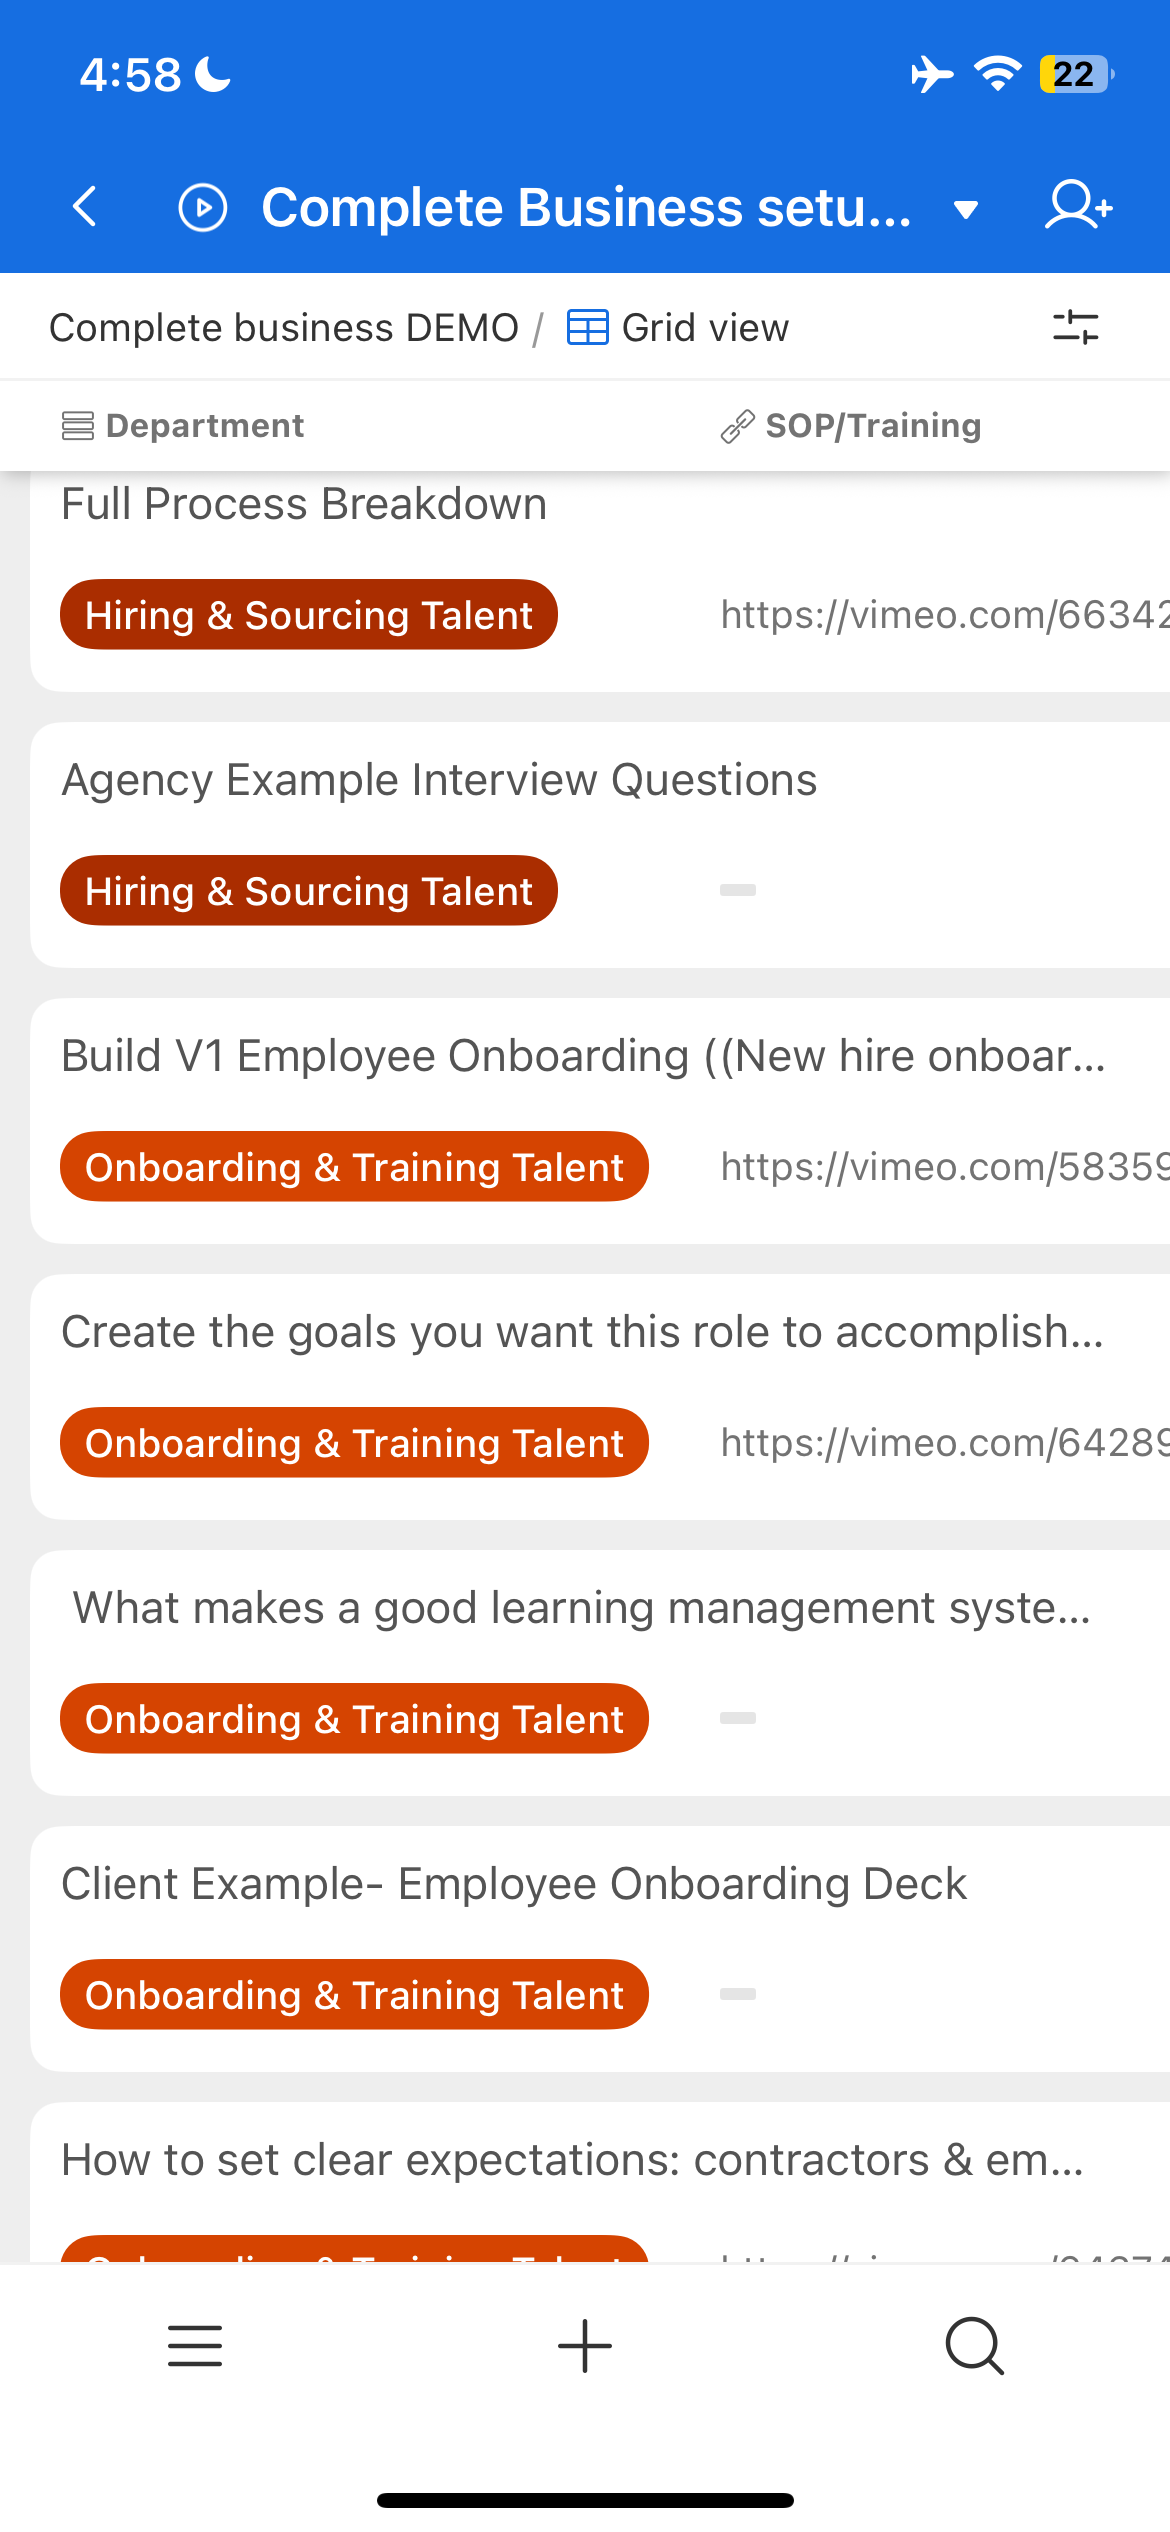 4:58
22
Complete Business setu...
Complete business DEMO / Grid view
Department SOP/Training
Full Process Breakdown
Hiring & Sourcing Talent https://vimeo.com/66342
Agency Example Interview Questions
Hiring & Sourcing Talent
Build V1 Employee Onboarding ((New hire onboar...
Onboarding & Training Talent https://vimeo.com/58359
Create the goals you want this role to accomplish...
Onboarding & Training Talent https://vimeo.com/64289
What makes a good learning management syste...
Onboarding & Training Talent
Client Example- Employee Onboarding Deck
Onboarding & Training Talent
How to set clear expectations: contractors & em...
Onboarding & Training Talent